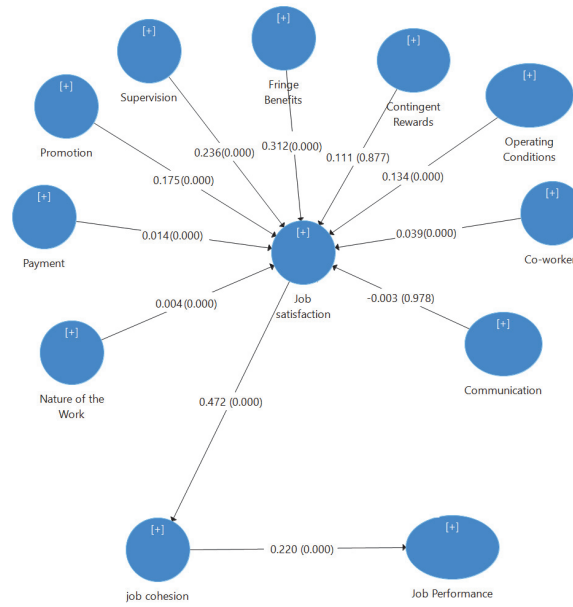 [+]
Fringe
Benefits
[+]
Supervision
[+]
Contingent
Rewards
[+]
Operating
Conditions
[+]
Promotion
0.236(0.000)
0.312(0.000)
0.111 (0.877)
0.175(0.000)
0.134(0.000)
[+]
Payment
0.014(0.000)
[+]
Job
satisfaction
0.039(0.000)
[+]
Co-worker
0.004(0.000)
-0.003 (0.978)
[+]
Nature of the
Work
[+]
Communication
0.472 (0.000)
[+]
job cohesion
0.220 (0.000)
[+]
Job Performance